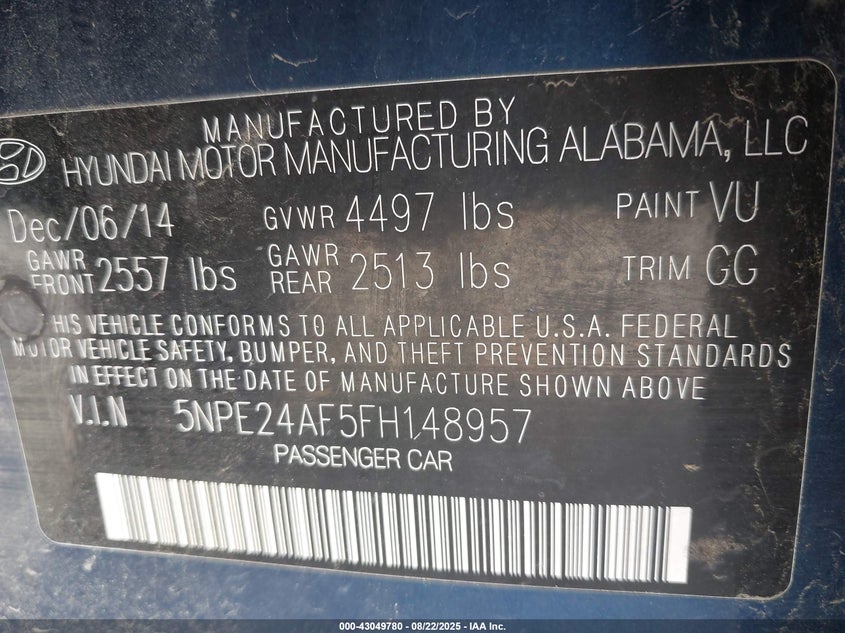 MANUFACTURED BY
HYUNDAI MOTOR MANUFACTURING ALABAMA, LLC
Dec/06/14 GVWR 4497 lbs PAINT VU
GAWR FRONT 2557 lbs GAWR REAR 2513 lbs TRIM GG
THIS VEHICLE CONFORMS TO ALL APPLICABLE U.S.A. FEDERAL
MOTOR VEHICLE SAFETY, BUMPER, AND THEFT PREVENTION STANDARDS
IN EFFECT ON THE DATE OF MANUFACTURE SHOWN ABOVE
V.I.N 5NPE24AF5FH148957
PASSENGER CAR
000-43049780 - 08/22/2025 - IAA Inc.